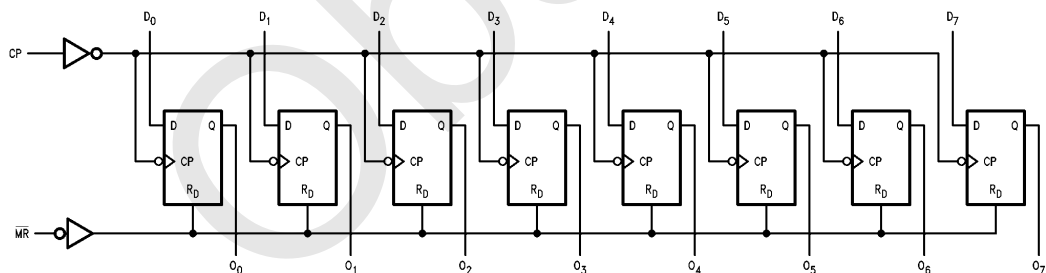 D0 D1 D2 D3 D4 D5 D6 D7
CP
D Q D Q D Q D Q D Q D Q D Q D Q
CP CP CP CP CP CP CP CP
RD RD RD RD RD RD RD RD
MR
O0 O1 O2 O3 O4 O5 O6 O7